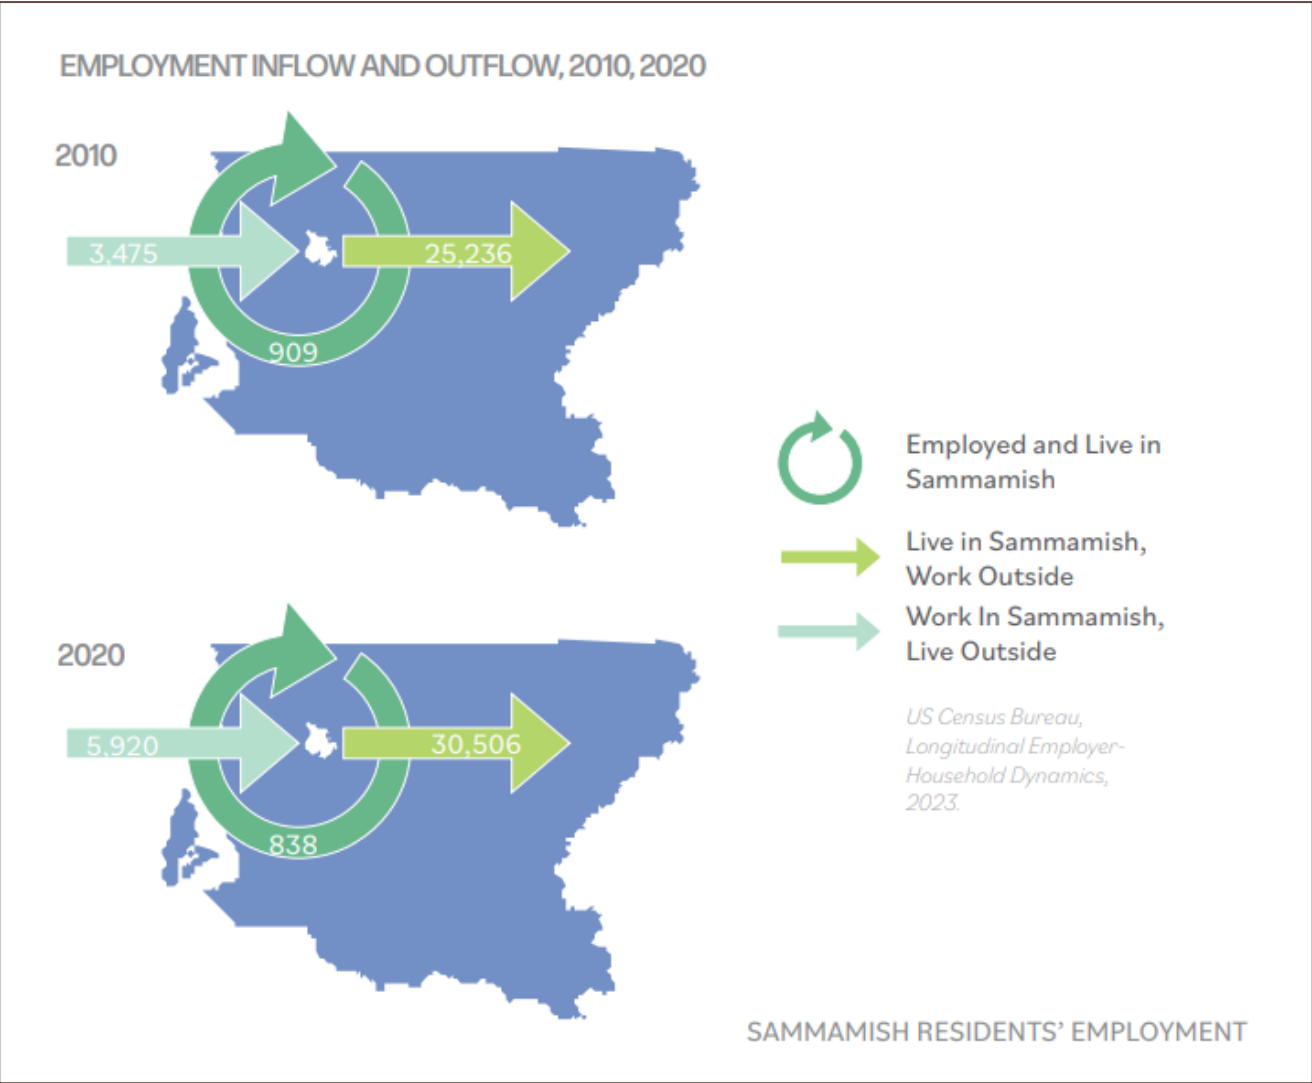 EMPLOYMENT INFLOW AND OUTFLOW, 2010, 2020
2010
3,475
25,236
909
Employed and Live in
Sammamish
Live in Sammamish,
Work Outside
Work In Sammamish,
Live Outside
2020
5,920
30,506
838
US Census Bureau,
Longitudinal Employer-
Household Dynamics,
2023.
SAMMAMISH RESIDENTS’ EMPLOYMENT